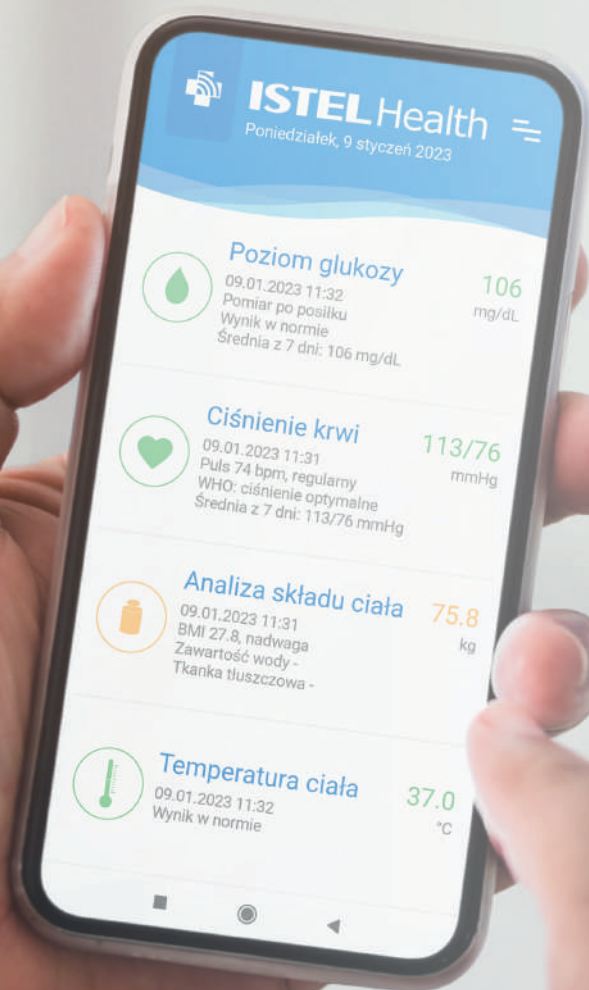 ISTEL Health
Poniedziałek, 9 styczeń 2023
Poziom glukozy
09.01.2023 11:32
Pomiar po posiłku
Wynik w normie
Średnia z 7 dni: 106 mg/dL
106
mg/dL
Ciśnienie krwi
09.01.2023 11:31
Puls 74 bpm, regularny
WHO: ciśnienie optymalne
Średnia z 7 dni: 113/76 mmHg
113/76
mmHg
Analiza składu ciała
09.01.2023 11:31
BMI 27.8, nadwaga
Zawartość wody -
Tkanka tłuszczowa -
75.8
kg
Temperatura ciała
09.01.2023 11:32
Wynik w normie
37.0
°C